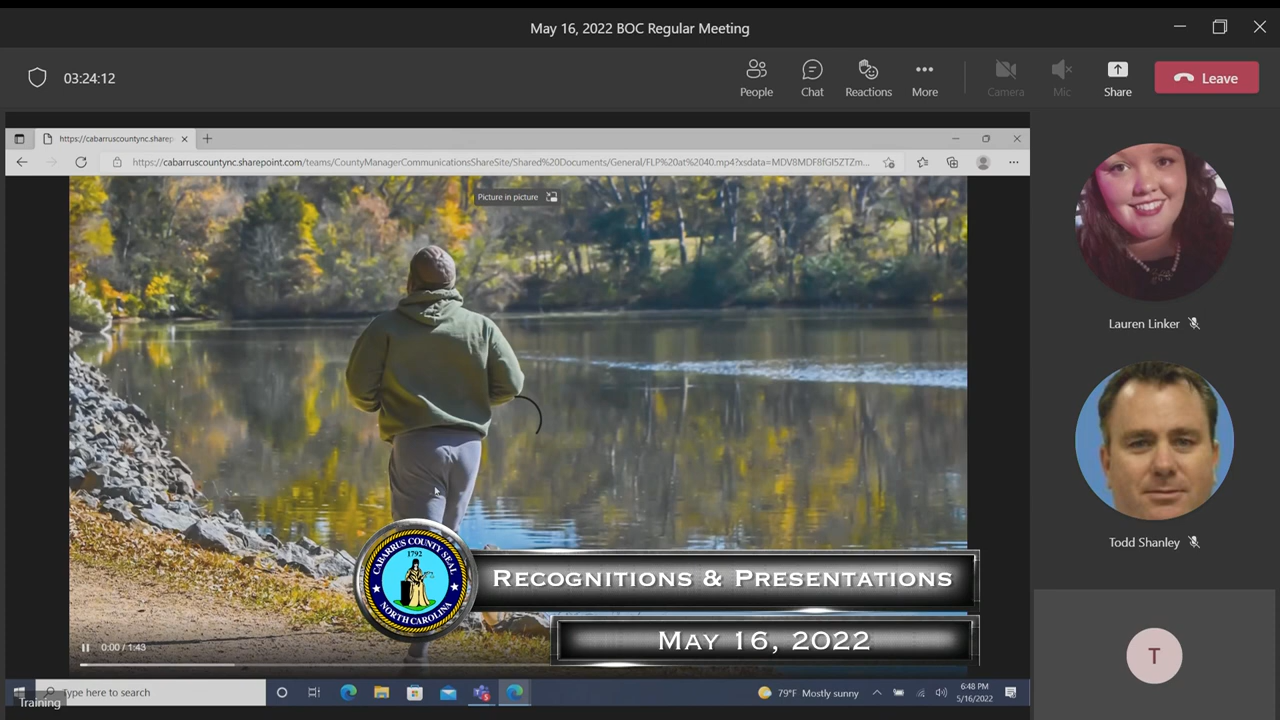 May 16, 2022 BOC Regular Meeting
03:24:12
People
Chat
Reactions
More
Camera
Mic
Share
Leave
https://cabarruscountync.sharep
https://cabarruscountync.sharepoint.com/teams/CountyManagerCommunicationsShareSite/Shared%20Documents/General/FLP%20at%2040.mp4?xsdata=MDV8MDF8fGI5ZTZm...
Picture in picture
Lauren Linker
Todd Shanley
T
CABARRUS COUNTY SEAL
1792
NORTH CAROLINA
Recognitions & Presentations
May 16, 2022
0:00 / 1:43
Type here to search
79°F Mostly sunny
6:48 PM
5/16/2022
Training